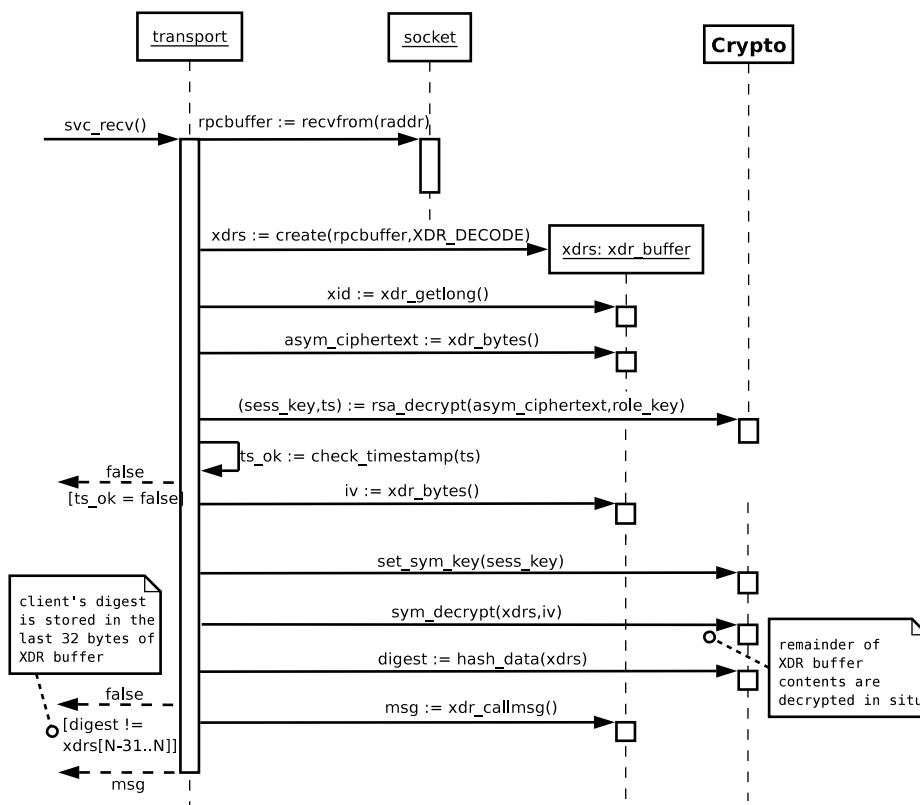 transport
socket
Crypto
svc_recv()
rpcbuffer := recvfrom(raddr)
xdrs := create(rpcbuffer,XDR_DECODE)
xdrs: xdr_buffer
xid := xdr_getlong()
asym_ciphertext := xdr_bytes()
(sess_key,ts) := rsa_decrypt(asym_ciphertext,role_key)
ts_ok := check_timestamp(ts)
false
[ts_ok = false]
iv := xdr_bytes()
set_sym_key(sess_key)
client's digest
is stored in the
last 32 bytes of
XDR buffer
sym_decrypt(xdrs,iv)
remainder of
XDR buffer
contents are
decrypted in situ
digest := hash_data(xdrs)
false
[digest !=
xdrs[N-31..N]]
msg := xdr_callmsg()
msg